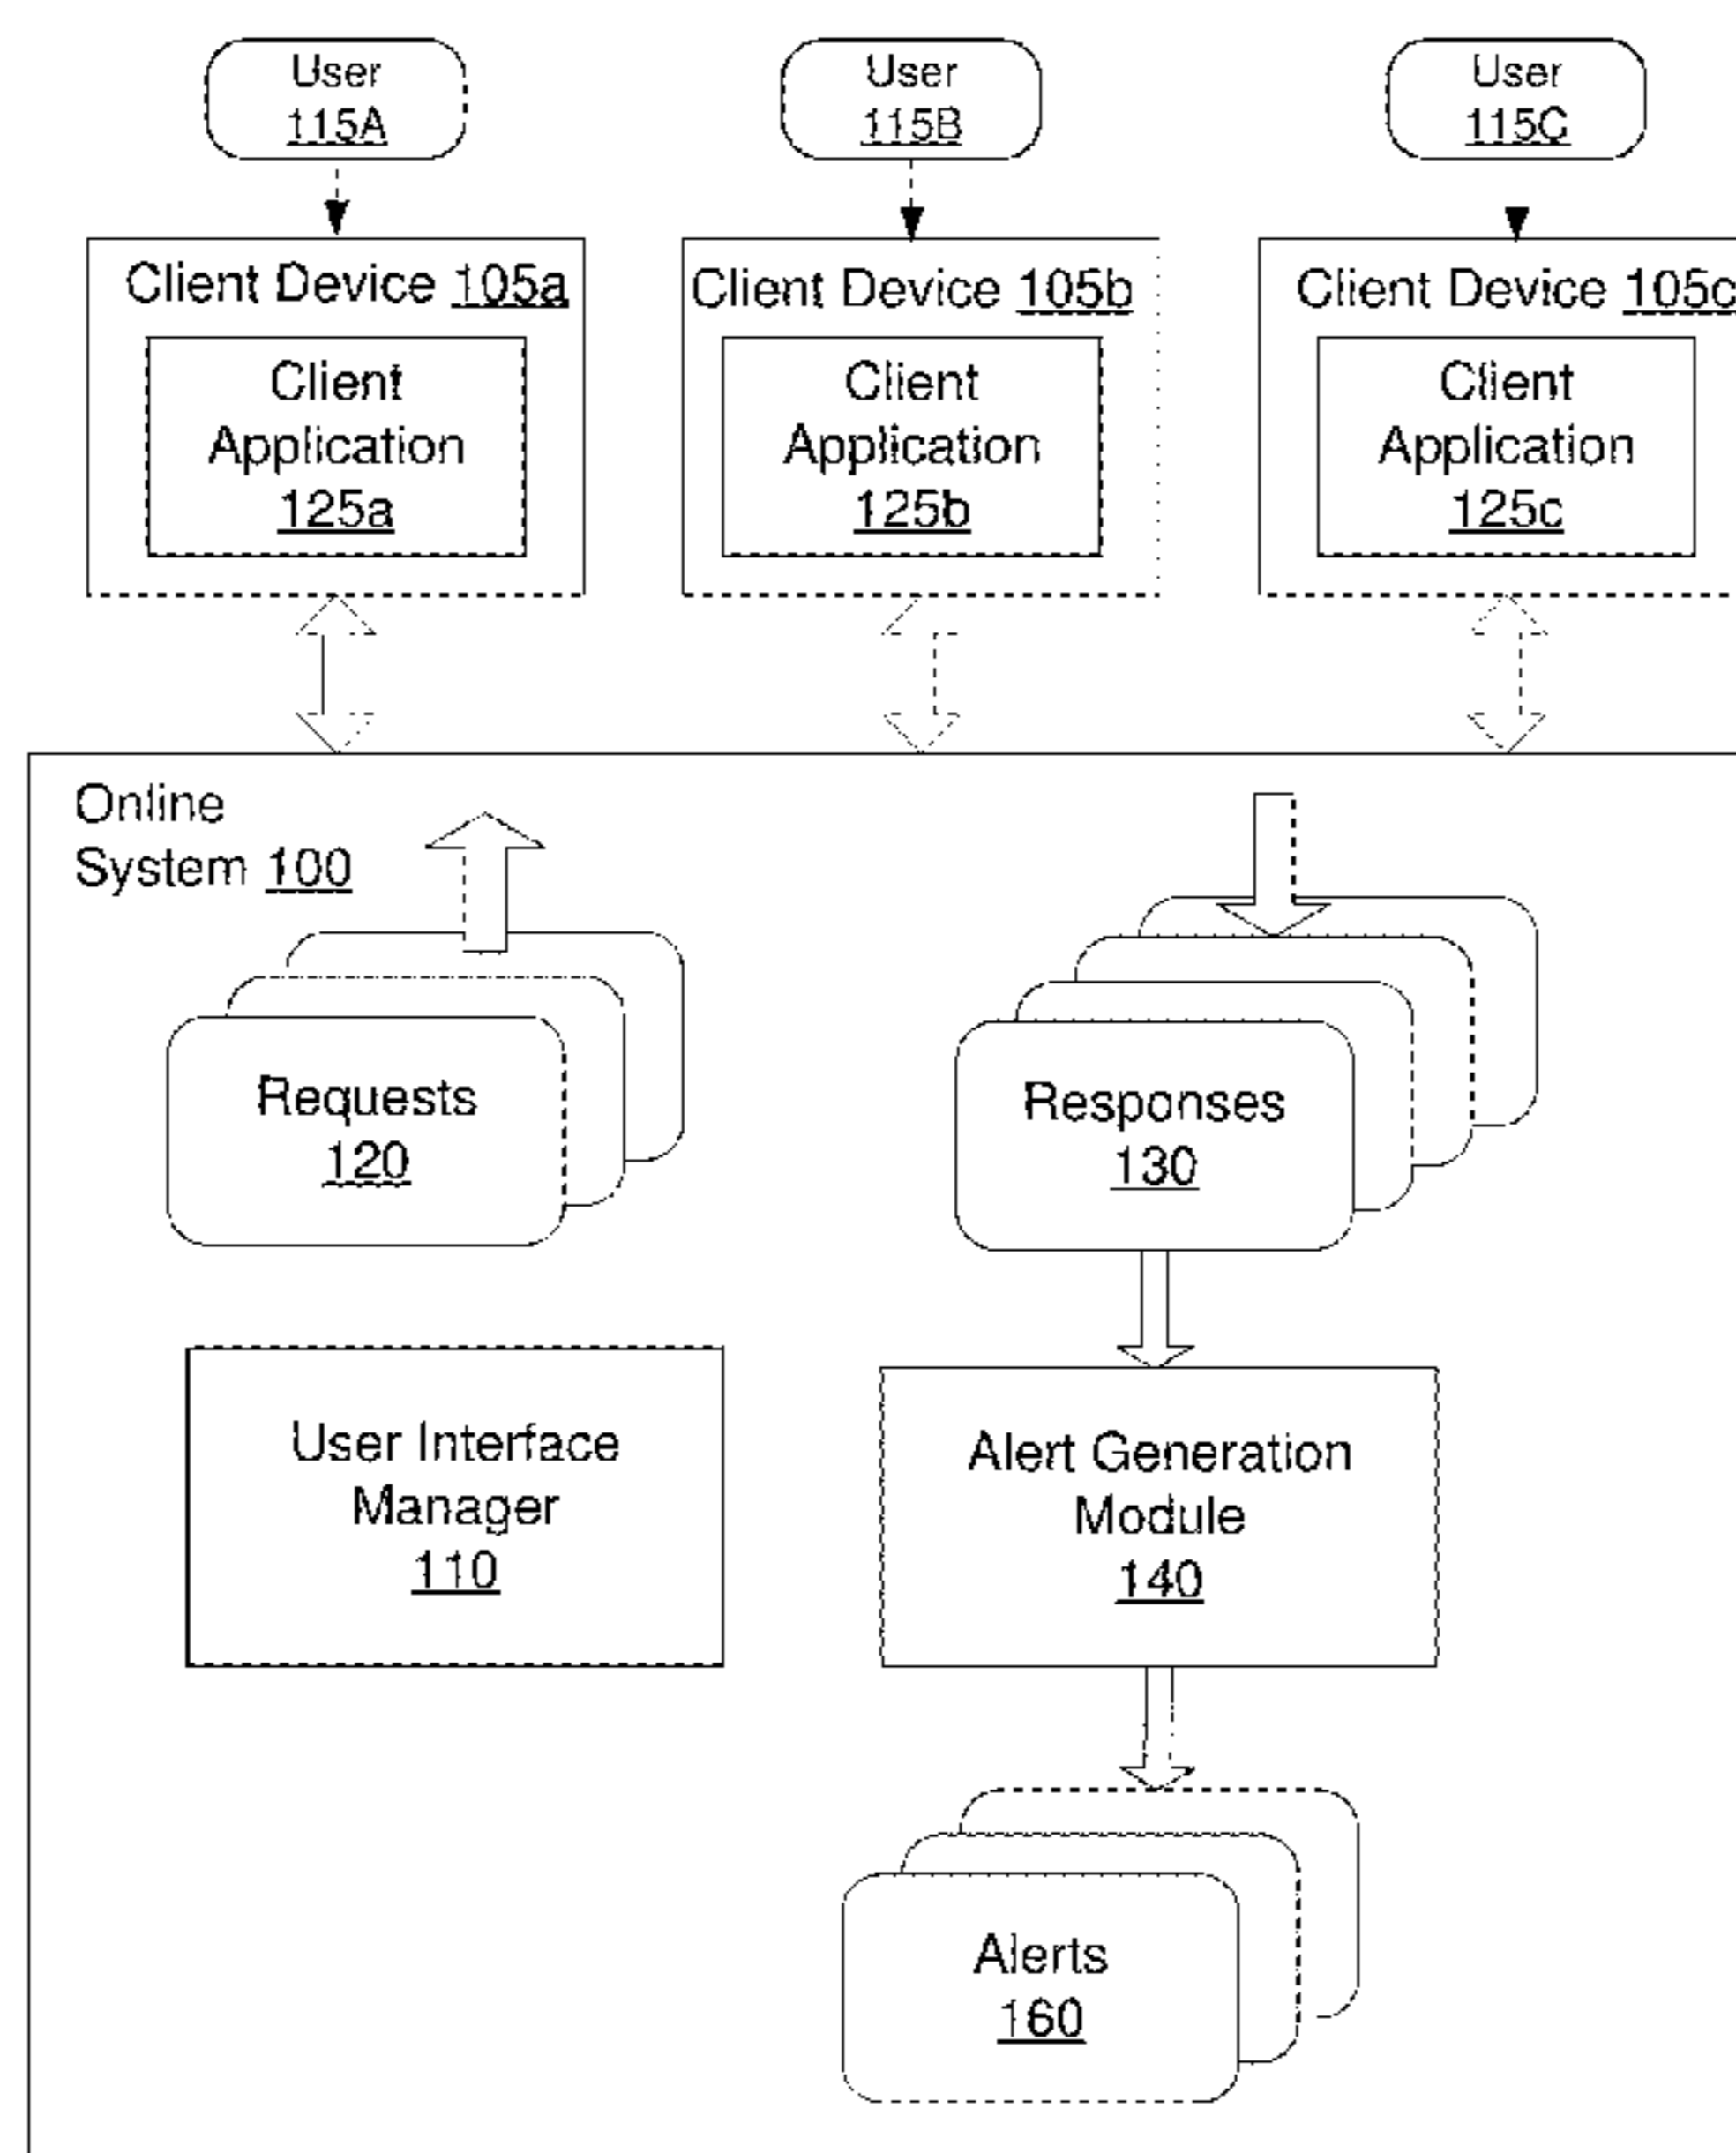 User
115A
User
115B
User
115C
Client Device 105a
Client
Application
125a
Client Device 105b
Client
Application
125b
Client Device 105c
Client
Application
125c
Online
System 100
Requests
120
Responses
130
User Interface
Manager
110
Alert Generation
Module
140
Alerts
160